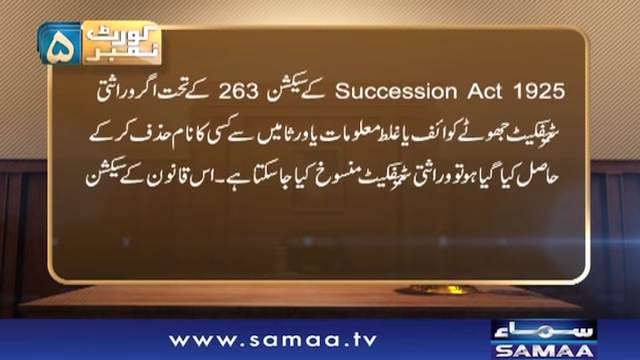 کورٹ
نمبر ۵
Succession Act 1925 کے سیکشن 263 کے تحت اگر وراثتی
سرٹیفکیٹ جھوٹے کوائف یا غلط معلومات یا ورثا میں سے کسی کا نام حذف کر کے
حاصل کیا گیا ہو تو وراثتی سرٹیفکیٹ منسوخ کیا جا سکتا ہے۔ اس قانون کے سیکشن
www.samaa.tv
سماء
SAMAA